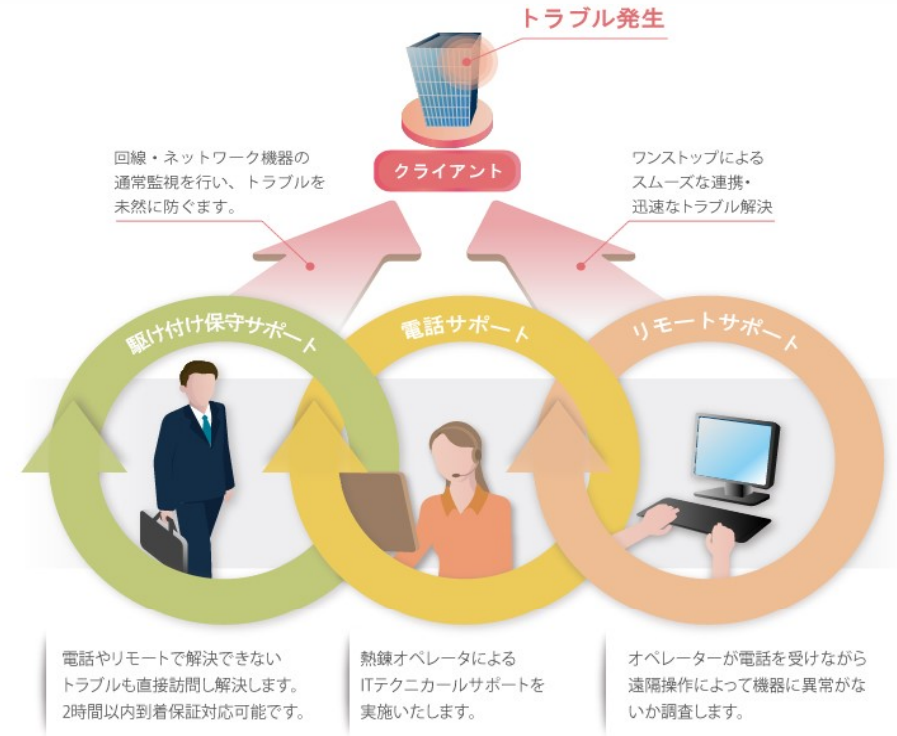 トラブル発生
クライアント
回線・ネットワーク機器の
通常監視を行い、トラブルを
未然に防ぎます。
ワンストップによる
スムーズな連携・
迅速なトラブル解決
駆け付け保守サポート
電話サポート
リモートサポート
電話やリモートで解決できない
トラブルも直接訪問し解決します。
2時間以内到着保証対応可能です。
熱錬オペレータによる
ITテクニカールサポートを
実施いたします。
オペレーターが電話を受けながら
遠隔操作によって機器に異常がな
いか調査します。